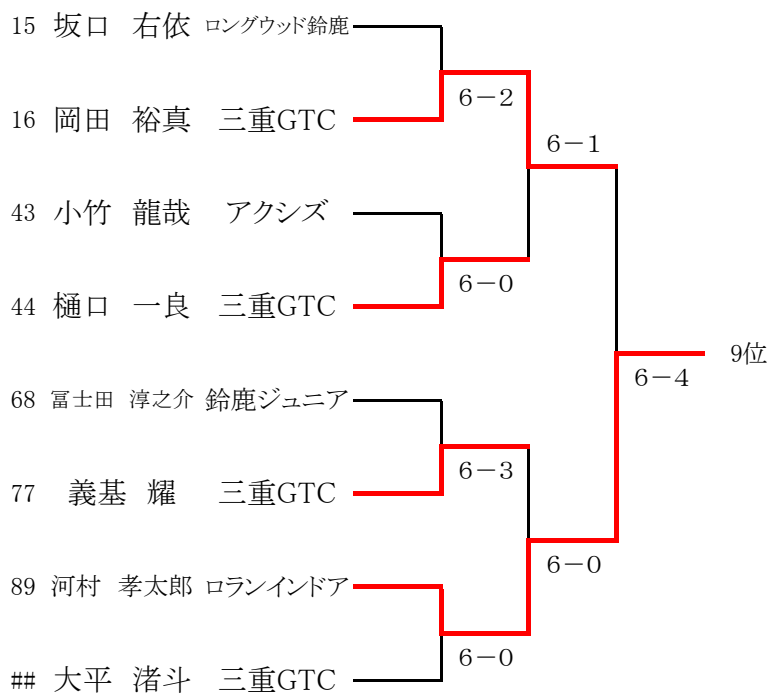 15 坂口 右依 ロングウッド鈴鹿
6−2
16 岡田 裕真 三重GTC
6−1
43 小竹 龍哉 アクシズ
6−0
44 樋口 一良 三重GTC
9位
6−4
68 冨士田 淳之介 鈴鹿ジュニア
6−3
77 義基 耀 三重GTC
6−0
89 河村 孝太郎 ロランインドア
6−0
## 大平 渚斗 三重GTC